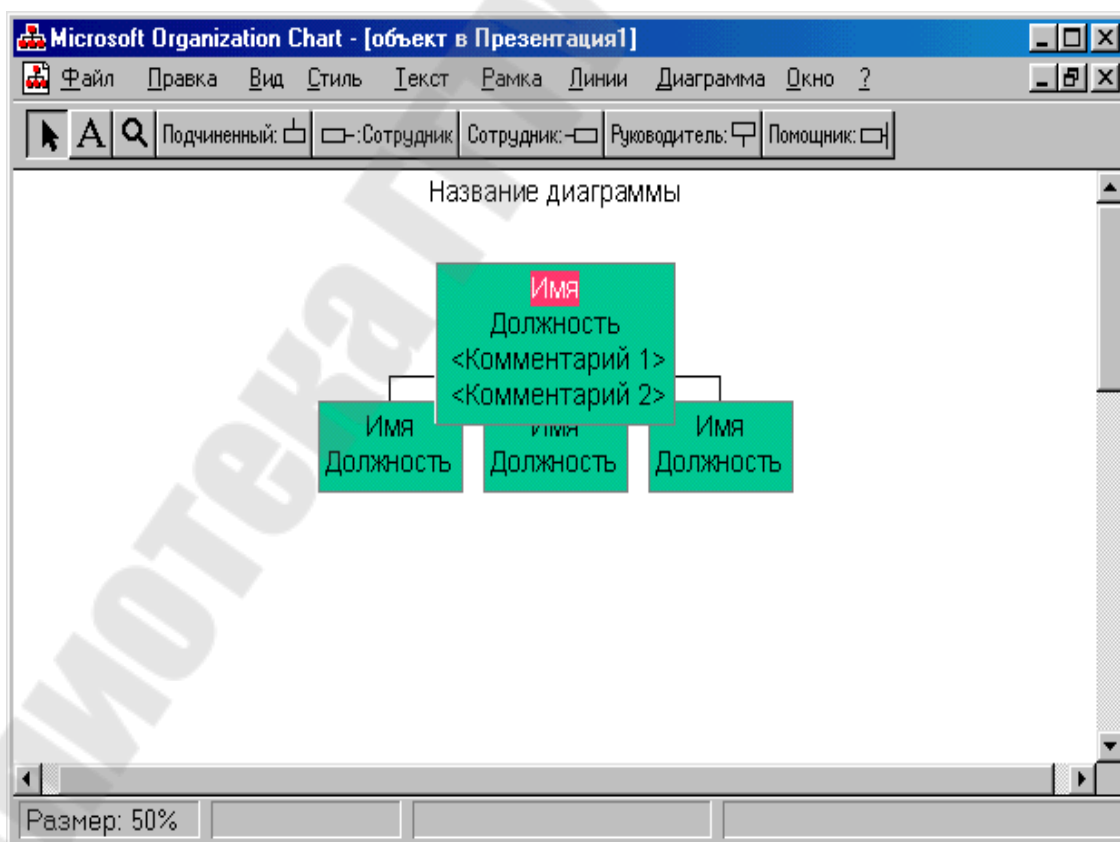 Microsoft Organization Chart - [объект в Презентация1]
Файл Правка Вид Стиль Текст Рамка Линии Диаграмма Окно ?
A Подчиненный: :Сотрудник Сотрудник: Руководитель: Помощник:
Название диаграммы
Имя
Должность
<Комментарий 1>
<Комментарий 2>
Имя Имя Имя
Должность Должность Должность
Размер: 50%